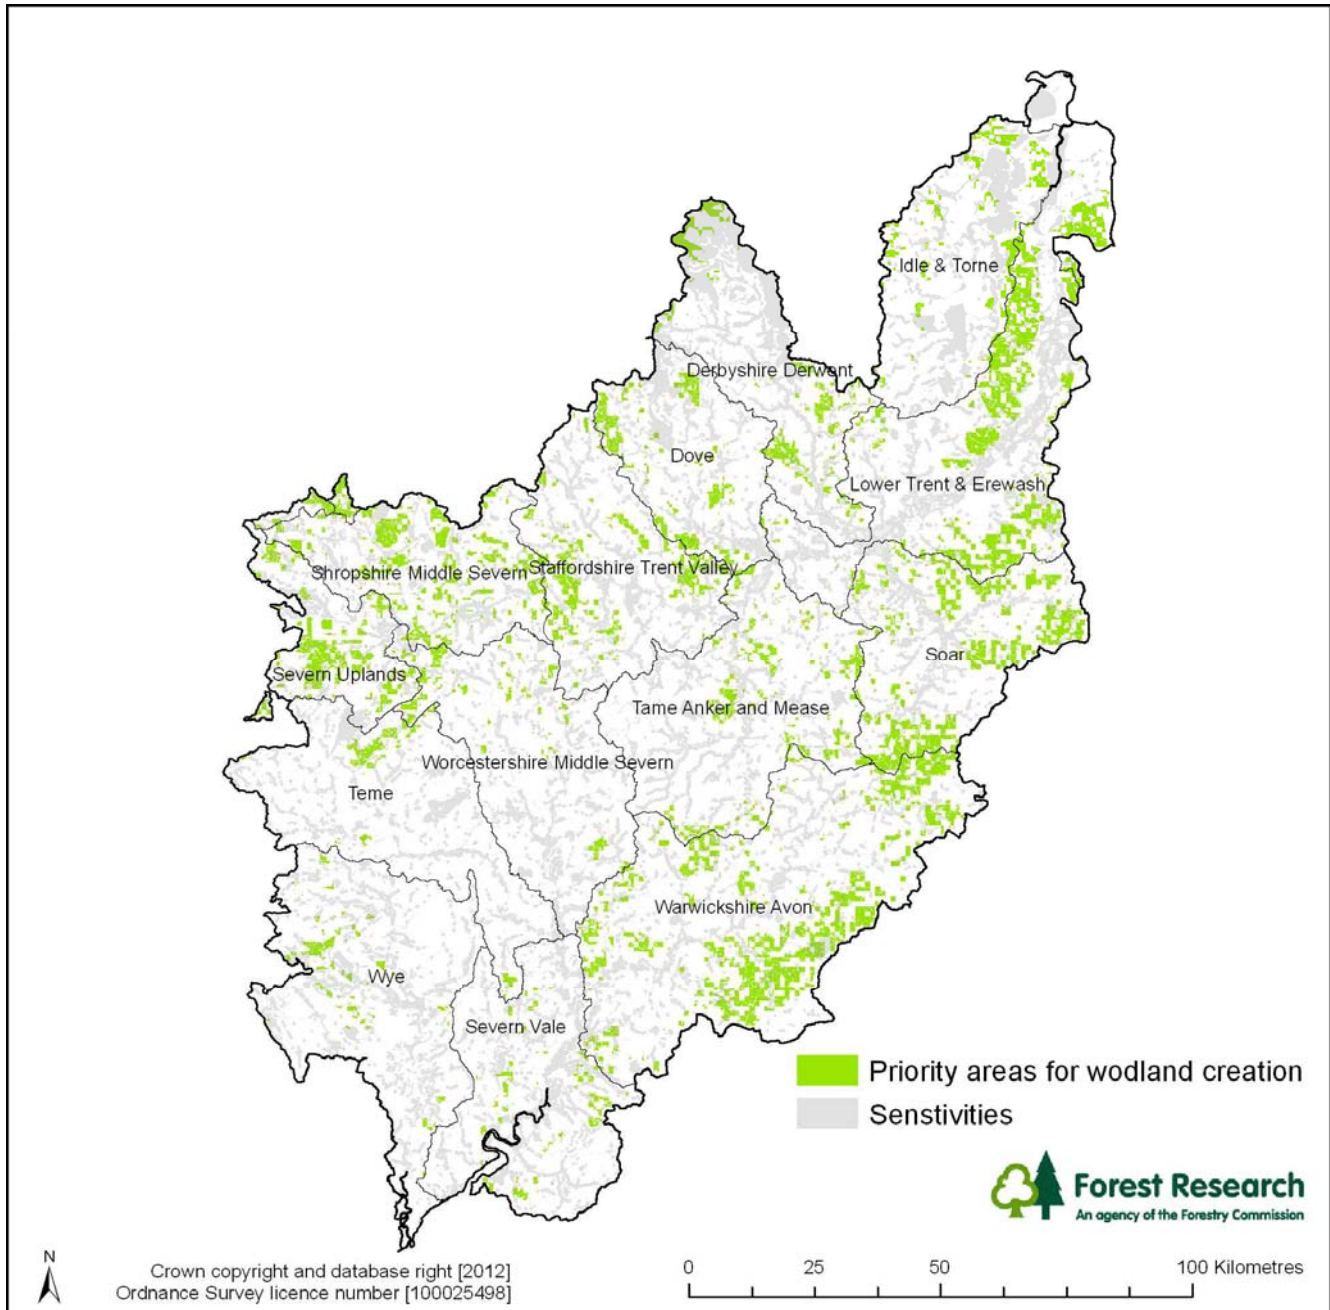 Idle & Torne
Derbyshire Derwent
Dove
Lower Trent & Erewash
Shropshire Middle Severn
Staffordshire Trent Valley
Soar
Severn Uplands
Tame Anker and Mease
Worcestershire Middle Severn
Teme
Warwickshire Avon
Wye
Severn Vale
Priority areas for wodland creation
Senstivities
Forest Research
An agency of the Forestry Commission
N
Crown copyright and database right [2012]
Ordnance Survey licence number [100025498]
0 25 50 100 Kilometres